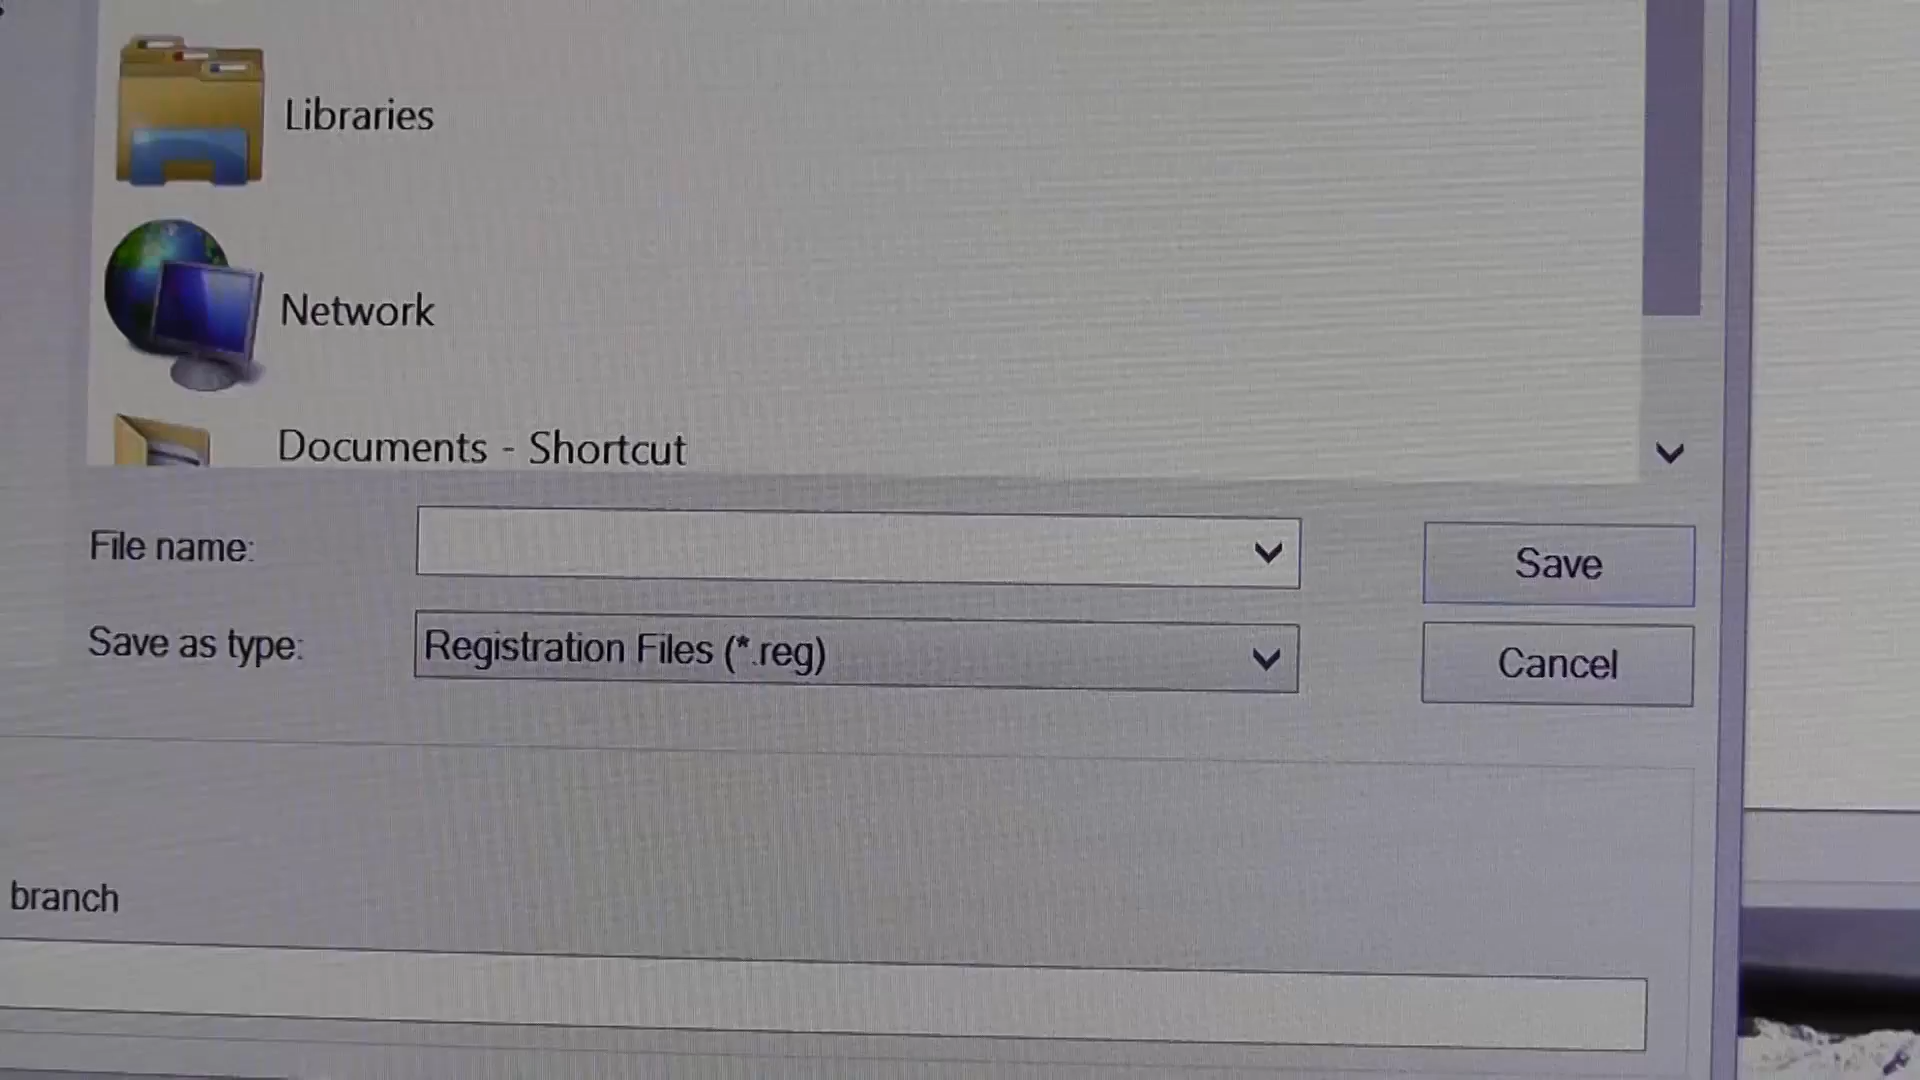 Libraries
Network
Documents - Shortcut
File name:
Save
Save as type:
Registration Files (*.reg)
Cancel
branch